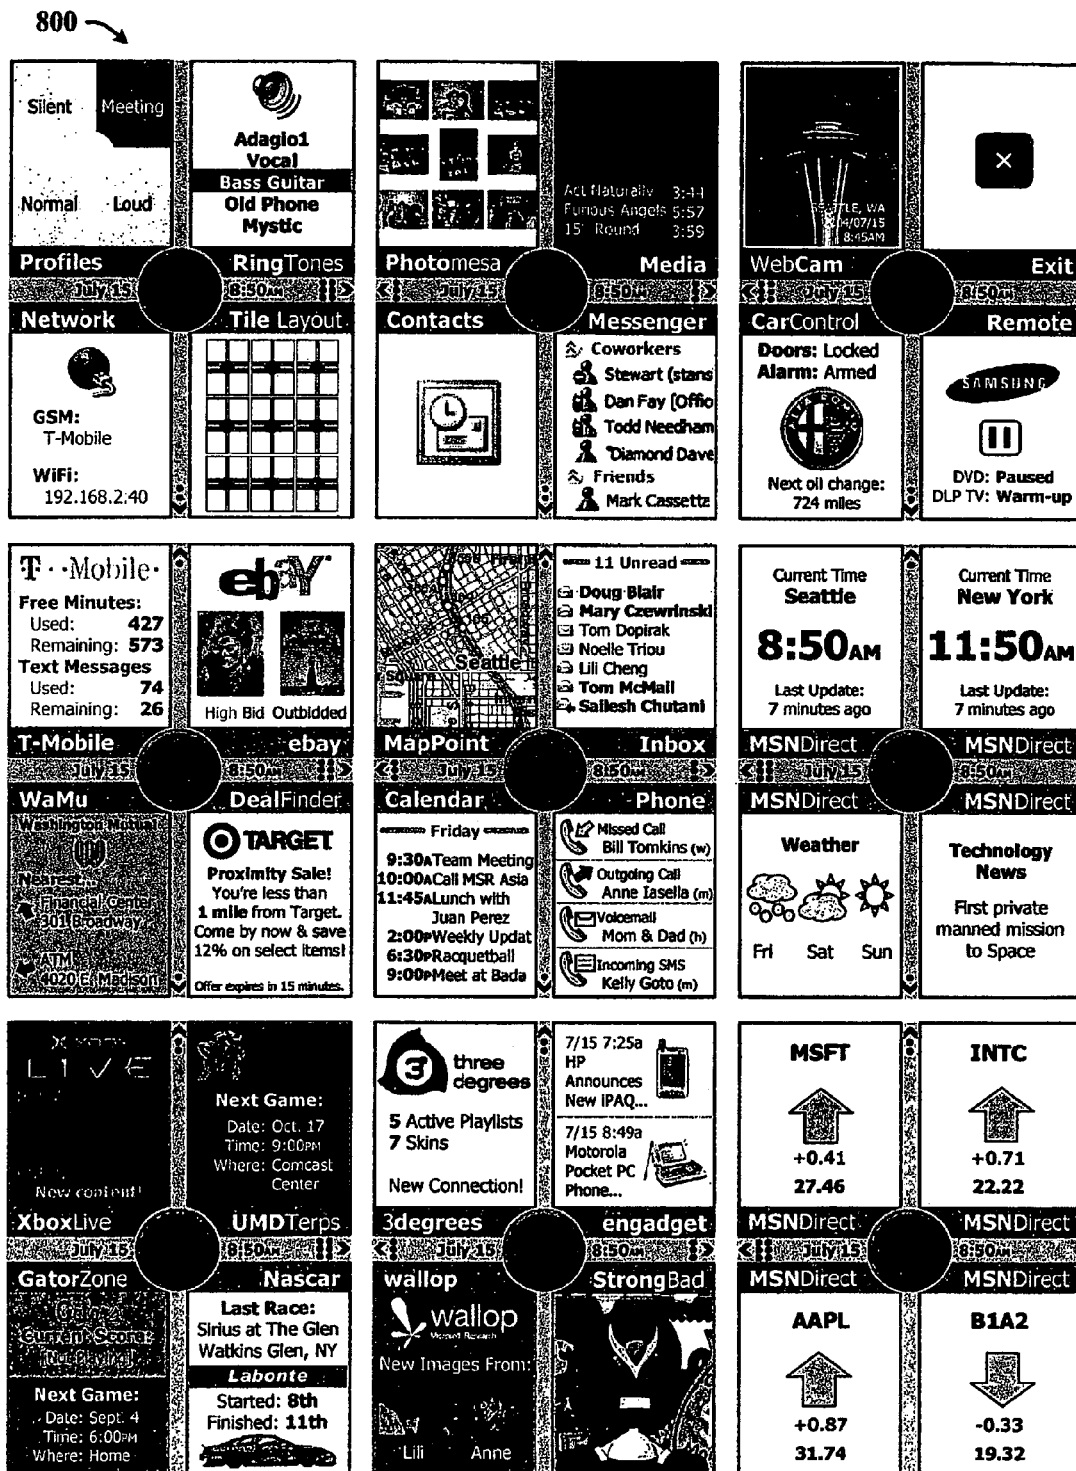 800
Silent Meeting
Normal Loud
Profiles
Adagio1
Vocal
Bass Guitar
Old Phone
Mystic
RingTones
July 15 8:50AM
Network
GSM:
T-Mobile
WiFi:
192.168.2.40
Tile Layout
Photomesa
Act Naturally 3:44
Furious Angels 5:57
15 Round 3:59
Media
July 15 8:50AM
Contacts
Messenger
Coworkers
Stewart (stans
Dan Fay [Offic
Todd Needham
"Diamond Dave
Friends
Mark Cassetta
SEATTLE, WA
04/07/15
8:45AM
WebCam
Exit
July 15 8:50AM
CarControl
Doors: Locked
Alarm: Armed
Next oil change:
724 miles
Remote
SAMSUNG
DVD: Paused
DLP TV: Warm-up
T··Mobile·
Free Minutes:
Used: 427
Remaining: 573
Text Messages
Used: 74
Remaining: 26
T-Mobile
ebay
High Bid Outbidded
ebay
July 15 8:50AM
WaMu
Washington Mutual
Nearest...
Financial Center
301 Broadway
ATM
4020 E. Madison
DealFinder
TARGET
Proximity Sale!
You're less than
1 mile from Target.
Come by now & save
12% on select items!
Offer expires in 15 minutes.
Seattle
MapPoint
11 Unread
Doug Blair
Mary Czewrinski
Tom Dopirak
Noelle Triou
Lili Cheng
Tom McMail
Sailesh Chutani
Inbox
July 15 8:50AM
Calendar
Friday
9:30A Team Meeting
10:00A Call MSR Asia
11:45A Lunch with
Juan Perez
2:00P Weekly Updat
6:30P Racquetball
9:00P Meet at Bada
Phone
Missed Call
Bill Tomkins (w)
Outgoing Call
Anne Iasella (m)
Voicemail
Mom & Dad (h)
Incoming SMS
Kelly Goto (m)
Current Time
Seattle
8:50AM
Last Update:
7 minutes ago
MSNDirect
Current Time
New York
11:50AM
Last Update:
7 minutes ago
MSNDirect
July 15 8:50AM
MSNDirect
Weather
Fri Sat Sun
MSNDirect
Technology
News
First private
manned mission
to Space
LIVE
New content!
XboxLive
Next Game:
Date: Oct. 17
Time: 9:00PM
Where: Comcast
Center
UMDTerps
July 15 8:50AM
GatorZone
Current Score:
Next Game:
Date: Sept. 4
Time: 6:00PM
Where: Home
Nascar
Last Race:
Sirius at The Glen
Watkins Glen, NY
Labonte
Started: 8th
Finished: 11th
3
three
degrees
5 Active Playlists
7 Skins
New Connection!
3degrees
7/15 7:25a
HP
Announces
New iPAQ...
7/15 8:49a
Motorola
Pocket PC
Phone...
engadget
July 15 8:50AM
wallop
wallop
Microsoft Research
New Images From:
Lili Anne
StrongBad
MSFT
+0.41
27.46
MSNDirect
INTC
+0.71
22.22
MSNDirect
July 15 8:50AM
MSNDirect
AAPL
+0.87
31.74
MSNDirect
B1A2
-0.33
19.32